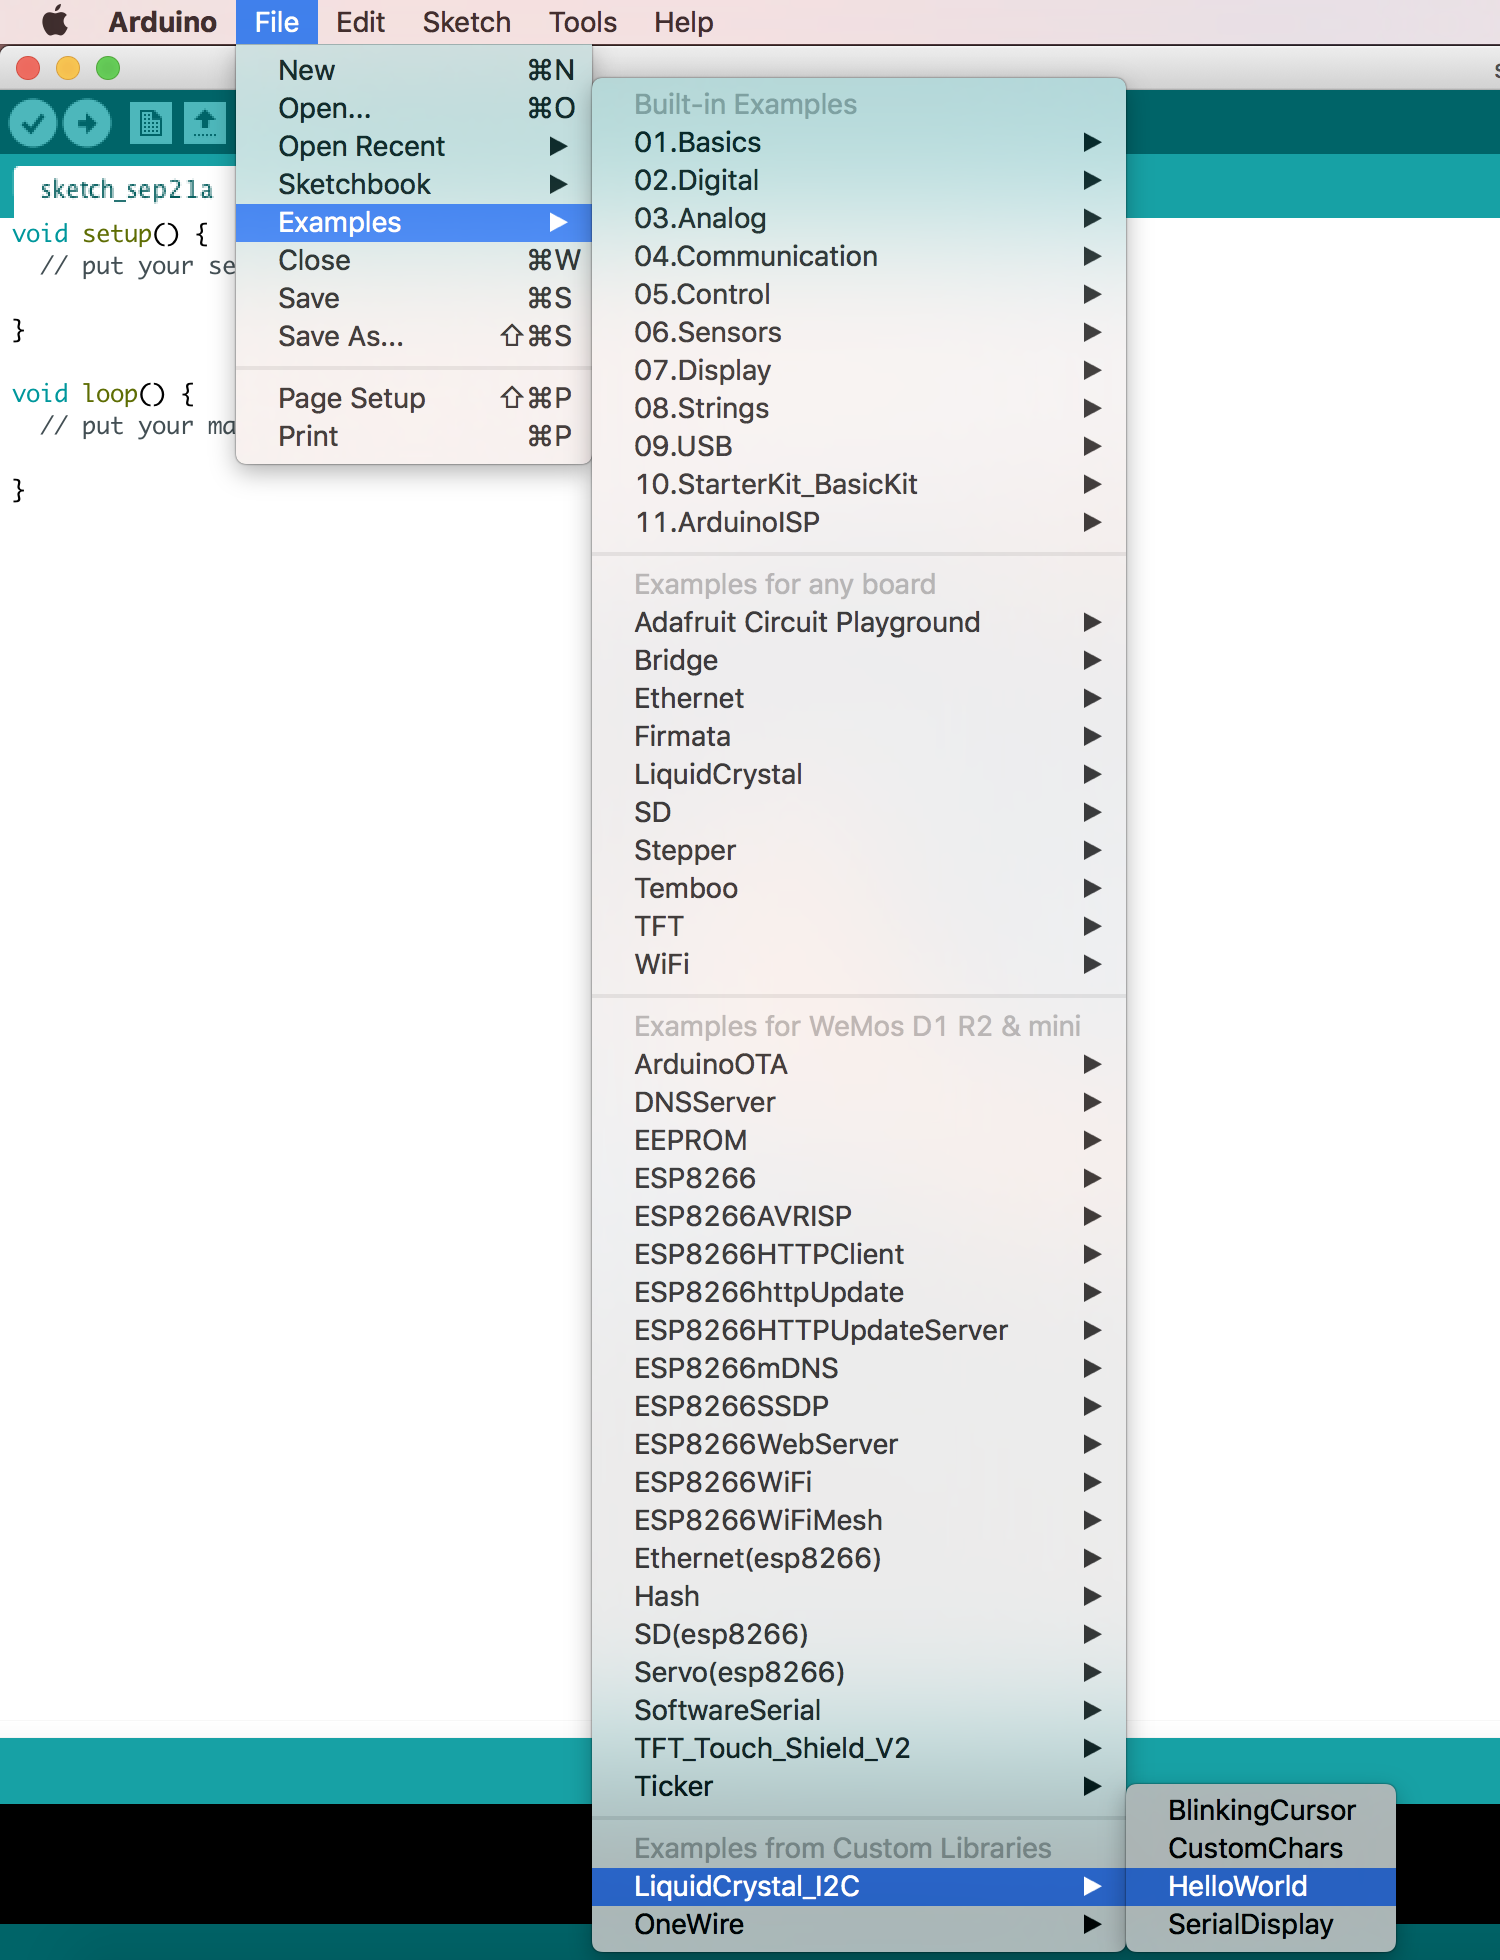 Arduino File Edit Sketch Tools Help
New ⌘N
Open... ⌘O
Open Recent ▶
Sketchbook ▶
Examples ▶
Close ⌘W
Save ⌘S
Save As... ⇧⌘S
Page Setup ⇧⌘P
Print ⌘P
sketch_sep21a
void setup() {
// put your se
}
void loop() {
// put your ma
}
Built-in Examples
01.Basics ▶
02.Digital ▶
03.Analog ▶
04.Communication ▶
05.Control ▶
06.Sensors ▶
07.Display ▶
08.Strings ▶
09.USB ▶
10.StarterKit_BasicKit ▶
11.ArduinoISP ▶
Examples for any board
Adafruit Circuit Playground ▶
Bridge ▶
Ethernet ▶
Firmata ▶
LiquidCrystal ▶
SD ▶
Stepper ▶
Temboo ▶
TFT ▶
WiFi ▶
Examples for WeMos D1 R2 & mini
ArduinoOTA ▶
DNSServer ▶
EEPROM ▶
ESP8266 ▶
ESP8266AVRISP ▶
ESP8266HTTPClient ▶
ESP8266httpUpdate ▶
ESP8266HTTPUpdateServer ▶
ESP8266mDNS ▶
ESP8266SSDP ▶
ESP8266WebServer ▶
ESP8266WiFi ▶
ESP8266WiFiMesh ▶
Ethernet(esp8266) ▶
Hash ▶
SD(esp8266) ▶
Servo(esp8266) ▶
SoftwareSerial ▶
TFT_Touch_Shield_V2 ▶
Ticker ▶
Examples from Custom Libraries
LiquidCrystal_I2C ▶
OneWire ▶
BlinkingCursor
CustomChars
HelloWorld
SerialDisplay